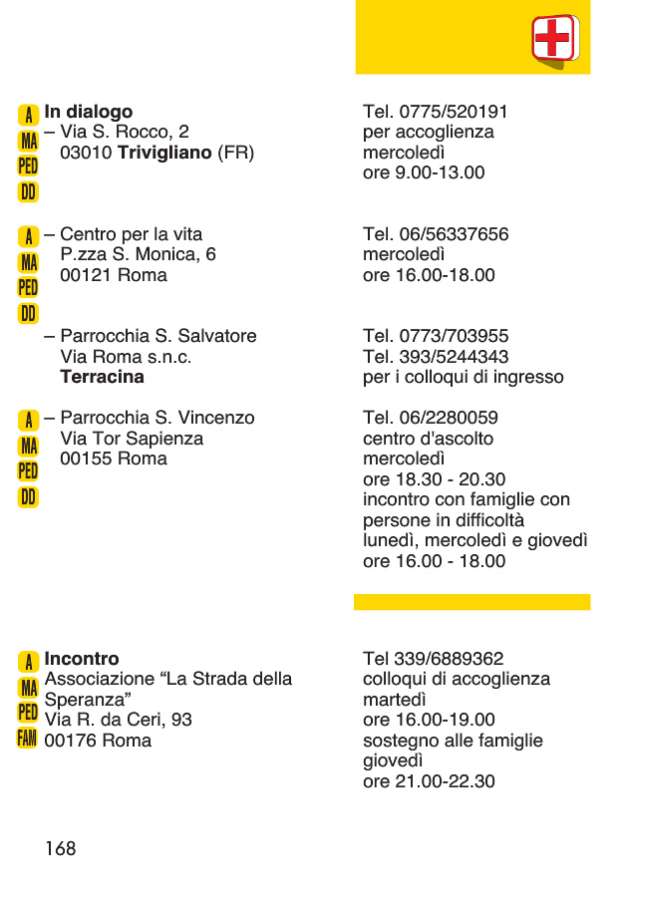 A
MA
PED
DD
In dialogo
– Via S. Rocco, 2
03010 Trivigliano (FR)
Tel. 0775/520191
per accoglienza
mercoledì
ore 9.00-13.00
A
MA
PED
DD
– Centro per la vita
P.zza S. Monica, 6
00121 Roma
Tel. 06/56337656
mercoledì
ore 16.00-18.00
– Parrocchia S. Salvatore
Via Roma s.n.c.
Terracina
Tel. 0773/703955
Tel. 393/5244343
per i colloqui di ingresso
A
MA
PED
DD
– Parrocchia S. Vincenzo
Via Tor Sapienza
00155 Roma
Tel. 06/2280059
centro d'ascolto
mercoledì
ore 18.30 - 20.30
incontro con famiglie con
persone in difficoltà
lunedì, mercoledì e giovedì
ore 16.00 - 18.00
A
MA
PED
FAM
Incontro
Associazione “La Strada della
Speranza”
Via R. da Ceri, 93
00176 Roma
Tel 339/6889362
colloqui di accoglienza
martedì
ore 16.00-19.00
sostegno alle famiglie
giovedì
ore 21.00-22.30
168